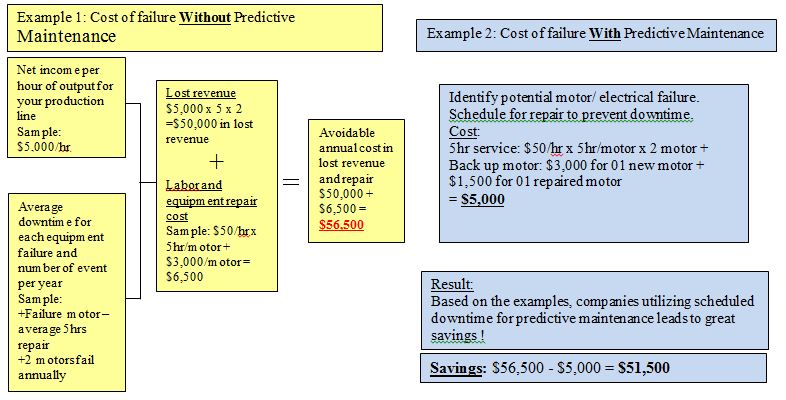 Example 1: Cost of failure Without Predictive
Maintenance
Net income per
hour of output for
your production
line
Sample:
$5.000/hr.
Average
downtime for
each equipment
failure and
number of event
per year
Sample:
+Failure motor–
average 5hrs
repair
+2 motors fail
annually
Lost revenue
$5,000 x 5 x 2
=$50,000 in lost
revenue
+
Labor and
equipment repair
cost
Sample: $50/hr x
5hr/motor +
$3,000/motor =
$6,500
=
Avoidable
annual cost in
lost revenue
and repair
$50,000 +
$6,500 =
$56.500
Example 2: Cost of failure With Predictive Maintenance
Identify potential motor/ electrical failure.
Schedule for repair to prevent downtime.
Cost:
5hr service: $50/hr x 5hr/motor x 2 motor +
Back up motor: $3,000 for 01 new motor +
$1,500 for 01 repaired motor
= $5,000
Result:
Based on the examples, companies utilizing scheduled
downtime for predictive maintenance leads to great
savings !
Savings: $56,500 - $5,000 = $51,500